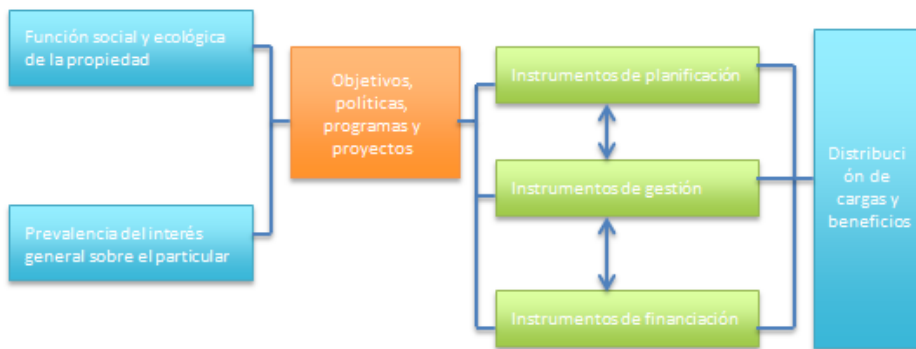 Función social y ecológica
de la propiedad
Prevalencia del interés
general sobre el particular
Objetivos,
políticas,
programas y
proyectos
Instrumentos de planificación
Instrumentos de gestión
Instrumentos de financiación
Distribuci
ón de
cargas y
beneficios